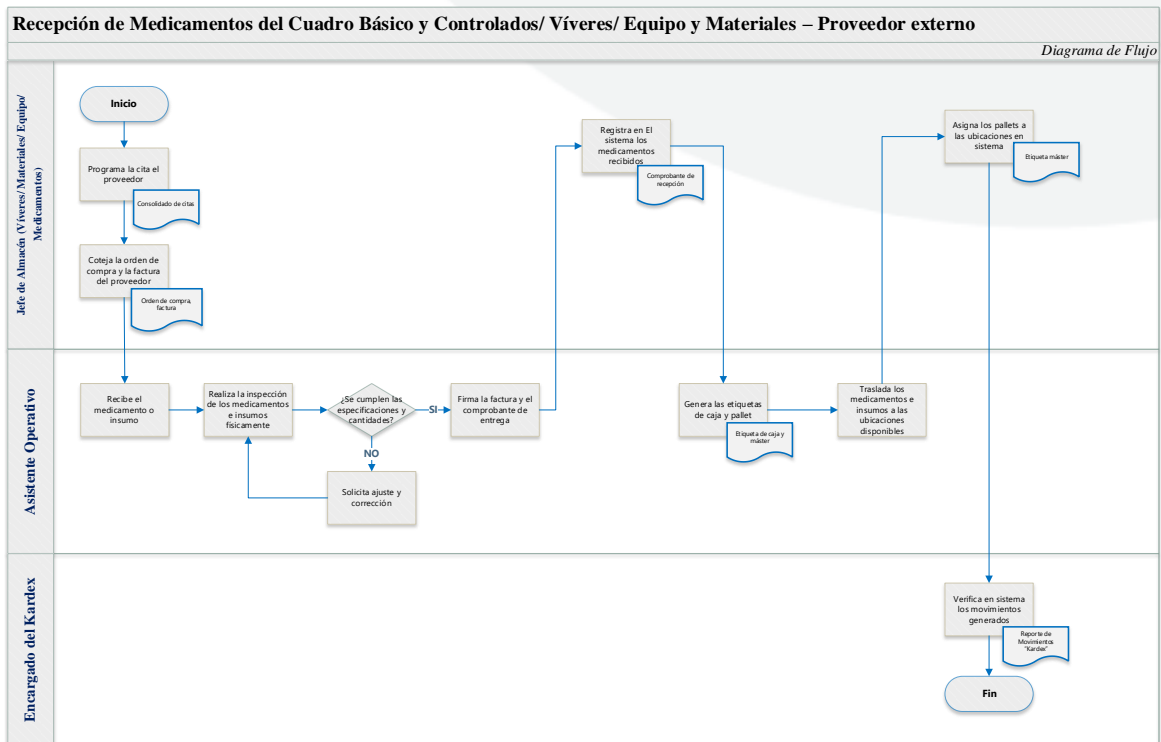 Recepción de Medicamentos del Cuadro Básico y Controlados/ Víveres/ Equipo y Materiales – Proveedor externo
Diagrama de Flujo
Jefe de Almacén (Víveres/ Materiales/ Equipo/
Medicamentos)
Inicio
Programa la cita el
proveedor
Consolidado de citas
Coteja la orden de
compra y la factura
del proveedor
Orden de compra,
factura
Registra en El
sistema los
medicamentos
recibidos
Comprobante de
recepción
Asigna los pallets a
las ubicaciones en
sistema
Etiqueta máster
Asistente Operativo
Recibe el
medicamento o
insumo
Realiza la inspección
de los medicamentos
e insumos
físicamente
¿Se cumplen las
especificaciones y
cantidades?
SI
NO
Solicita ajuste y
corrección
Firma la factura y el
comprobante de
entrega
Genera las etiquetas
de caja y pallet
Etiqueta de caja y
máster
Traslada los
medicamentos e
insumos a las
ubicaciones
disponibles
Encargado del Kardex
Verifica en sistema
los movimientos
generados
Reporte de
Movimientos
"Kardex"
Fin